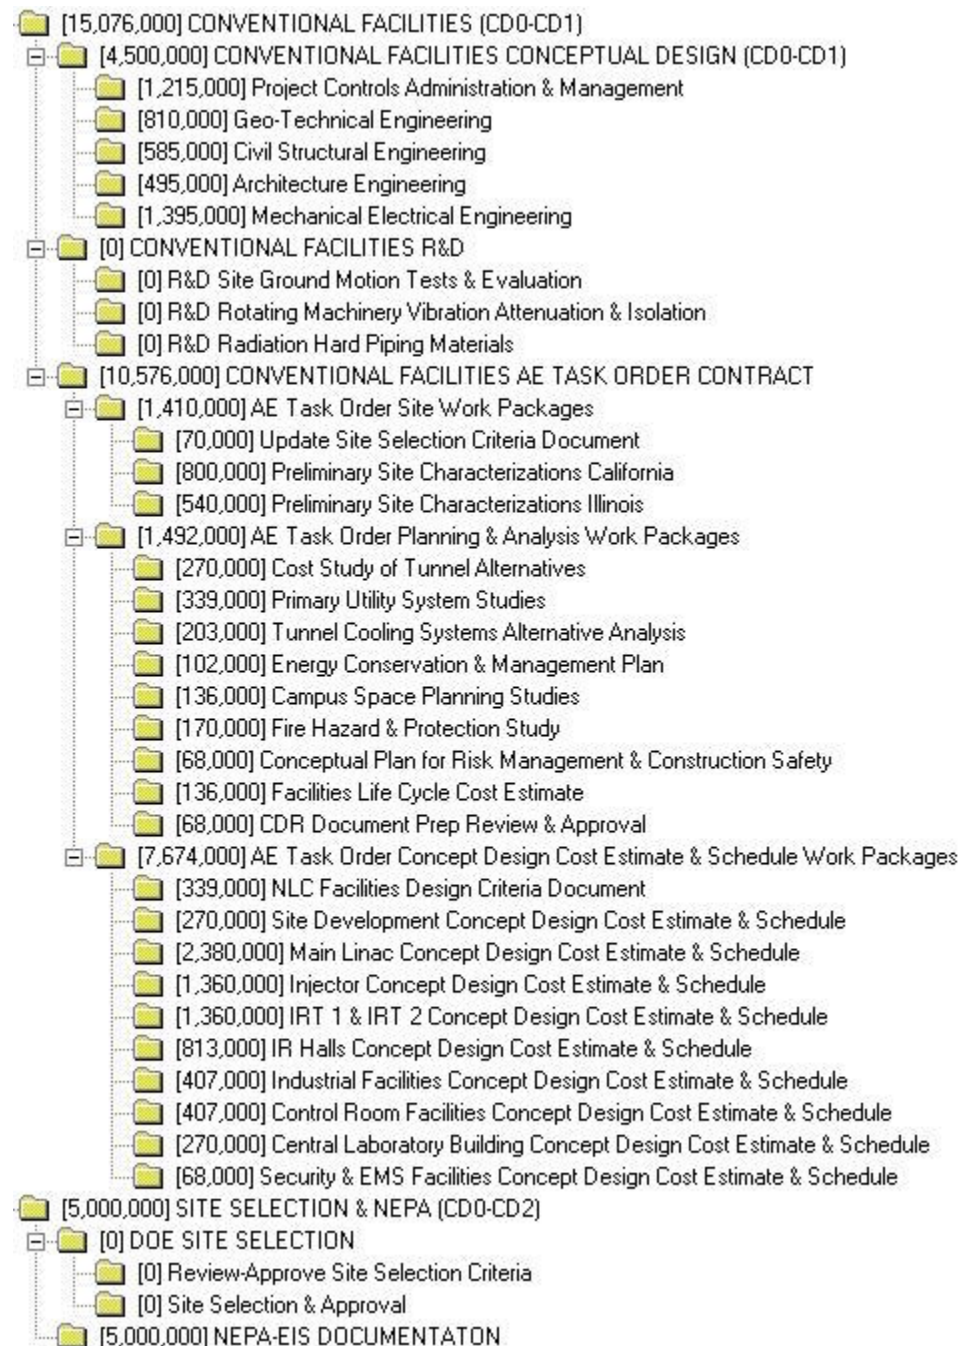 [15,076,000] CONVENTIONAL FACILITIES (CD0-CD1)
[4,500,000] CONVENTIONAL FACILITIES CONCEPTUAL DESIGN (CD0-CD1)
[1,215,000] Project Controls Administration & Management
[810,000] Geo-Technical Engineering
[585,000] Civil Structural Engineering
[495,000] Architecture Engineering
[1,395,000] Mechanical Electrical Engineering
[0] CONVENTIONAL FACILITIES R&D
[0] R&D Site Ground Motion Tests & Evaluation
[0] R&D Rotating Machinery Vibration Attenuation & Isolation
[0] R&D Radiation Hard Piping Materials
[10,576,000] CONVENTIONAL FACILITIES AE TASK ORDER CONTRACT
[1,410,000] AE Task Order Site Work Packages
[70,000] Update Site Selection Criteria Document
[800,000] Preliminary Site Characterizations California
[540,000] Preliminary Site Characterizations Illinois
[1,492,000] AE Task Order Planning & Analysis Work Packages
[270,000] Cost Study of Tunnel Alternatives
[339,000] Primary Utility System Studies
[203,000] Tunnel Cooling Systems Alternative Analysis
[102,000] Energy Conservation & Management Plan
[136,000] Campus Space Planning Studies
[170,000] Fire Hazard & Protection Study
[68,000] Conceptual Plan for Risk Management & Construction Safety
[136,000] Facilities Life Cycle Cost Estimate
[68,000] CDR Document Prep Review & Approval
[7,674,000] AE Task Order Concept Design Cost Estimate & Schedule Work Packages
[339,000] NLC Facilities Design Criteria Document
[270,000] Site Development Concept Design Cost Estimate & Schedule
[2,380,000] Main Linac Concept Design Cost Estimate & Schedule
[1,360,000] Injector Concept Design Cost Estimate & Schedule
[1,360,000] IRT 1 & IRT 2 Concept Design Cost Estimate & Schedule
[813,000] IR Halls Concept Design Cost Estimate & Schedule
[407,000] Industrial Facilities Concept Design Cost Estimate & Schedule
[407,000] Control Room Facilities Concept Design Cost Estimate & Schedule
[270,000] Central Laboratory Building Concept Design Cost Estimate & Schedule
[68,000] Security & EMS Facilities Concept Design Cost Estimate & Schedule
[5,000,000] SITE SELECTION & NEPA (CD0-CD2)
[0] DOE SITE SELECTION
[0] Review-Approve Site Selection Criteria
[0] Site Selection & Approval
[5,000,000] NEPA-EIS DOCUMENTATON